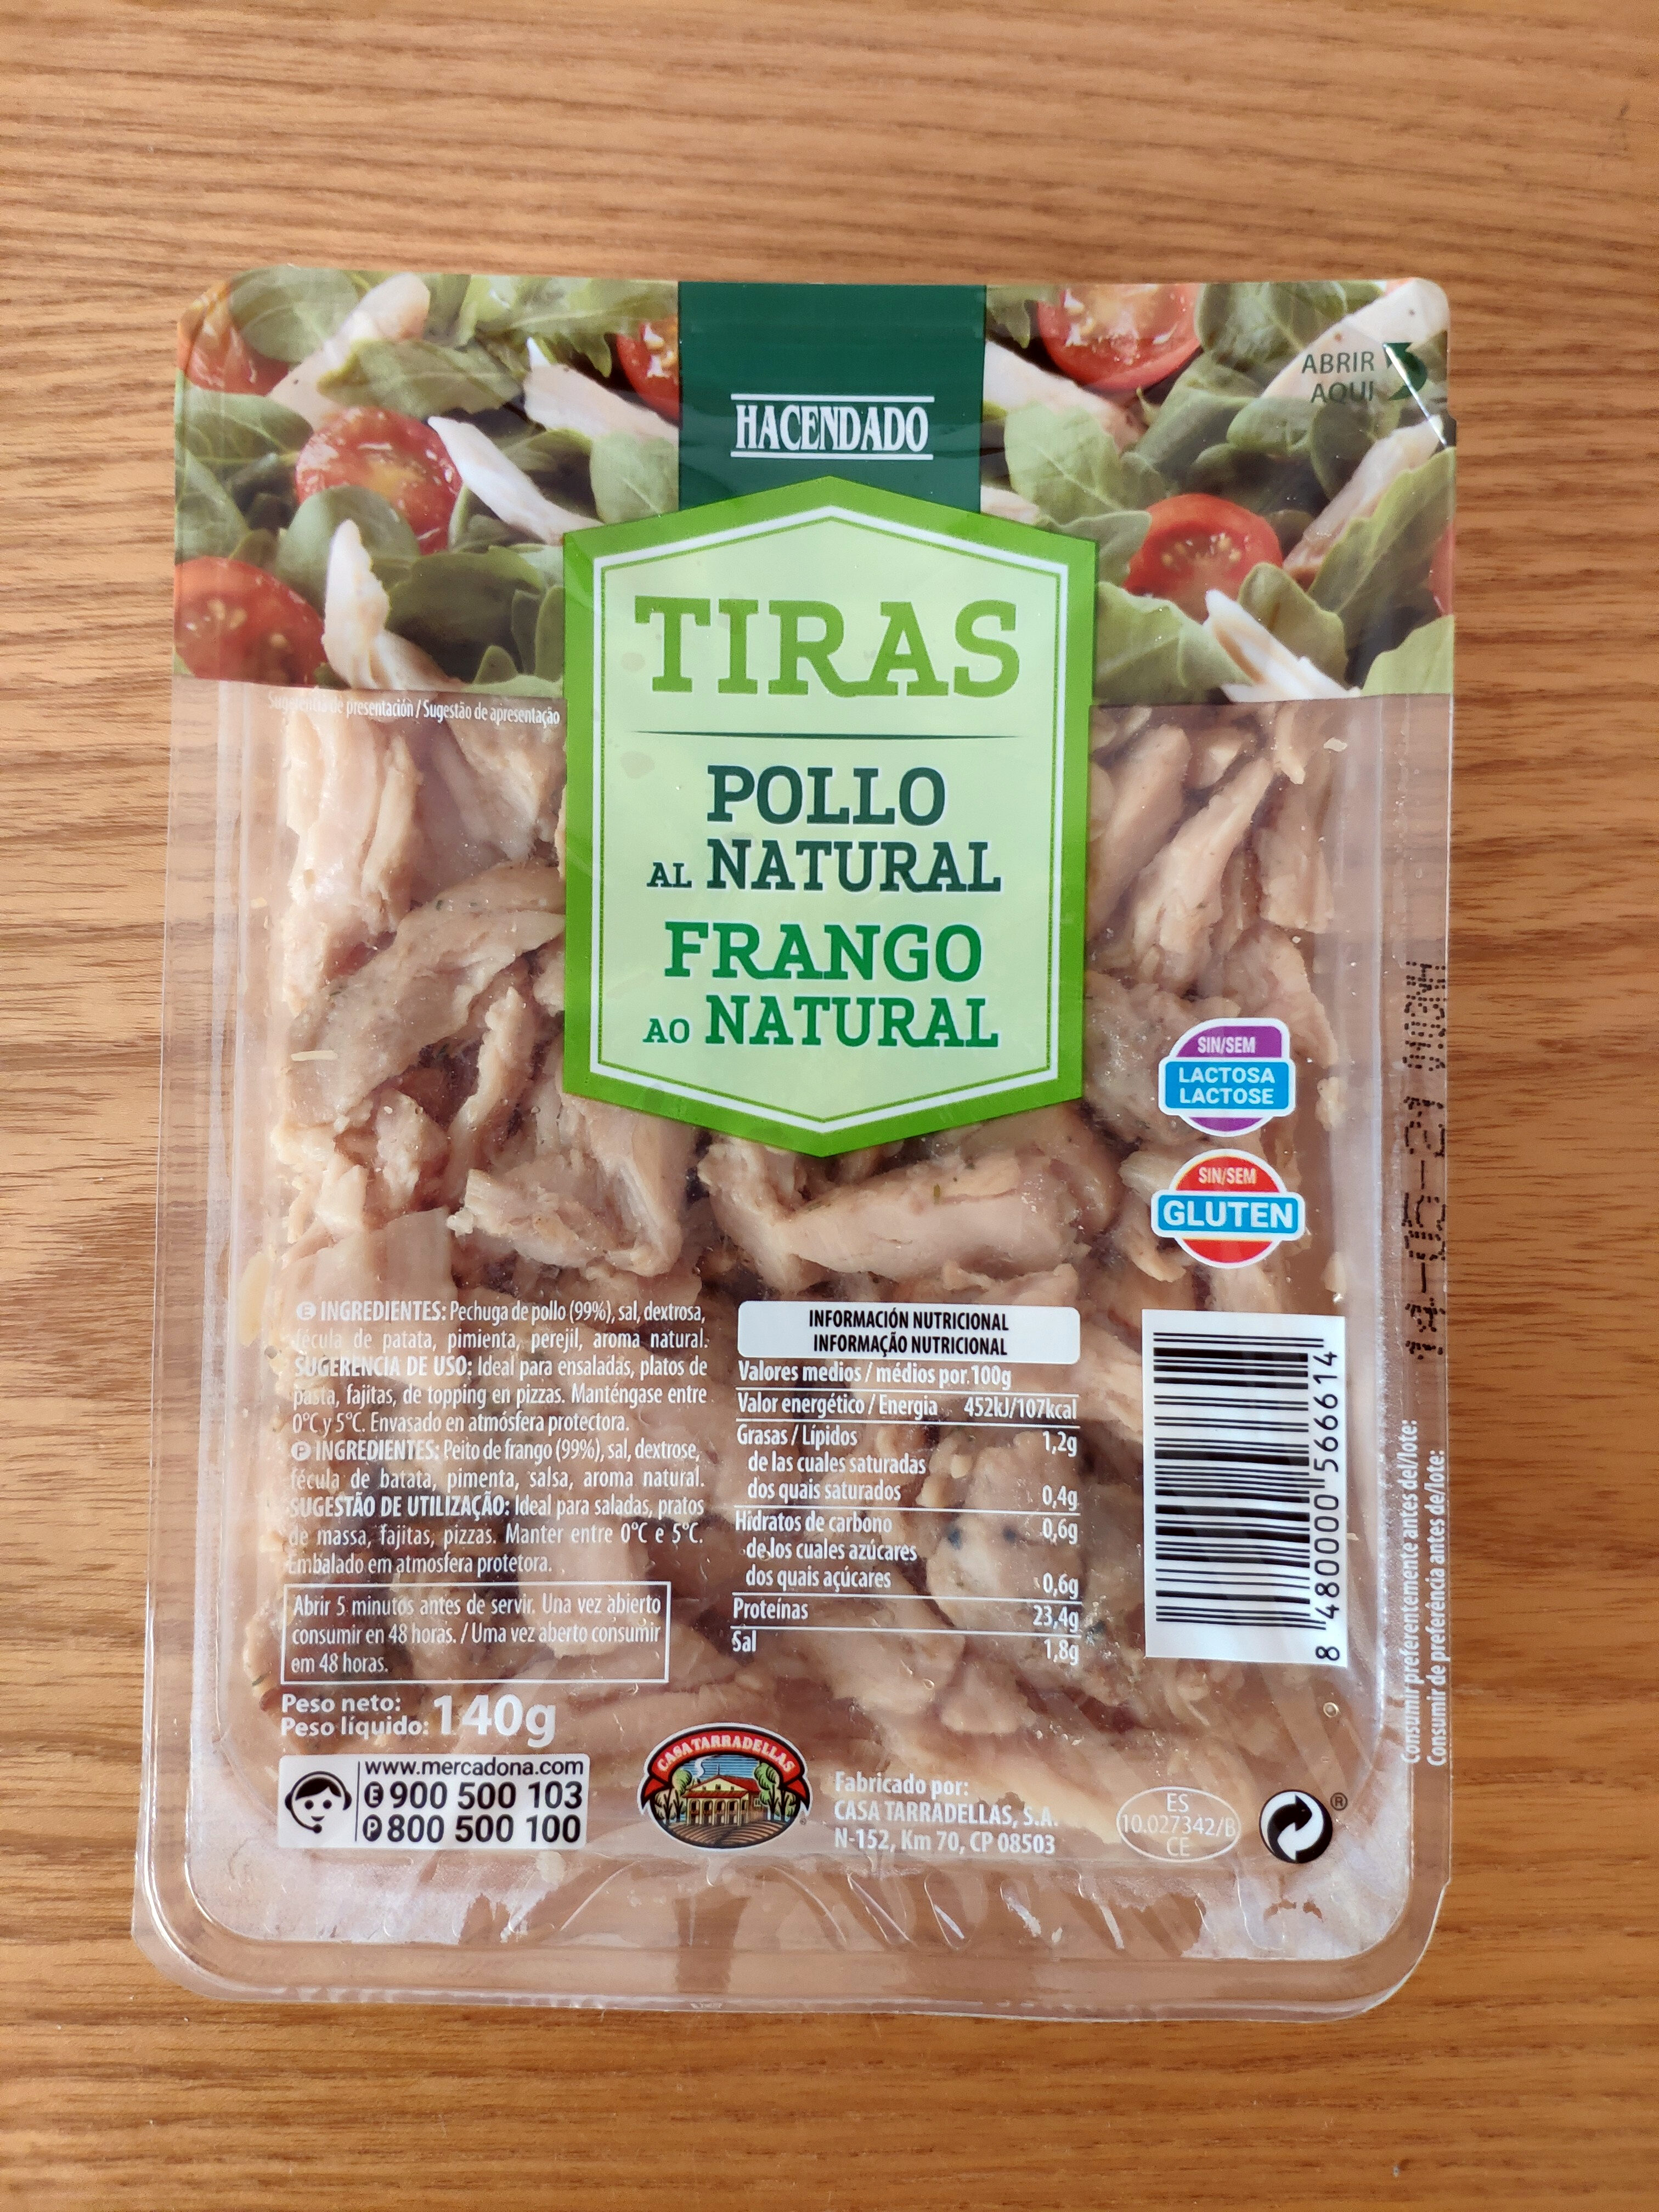 HACENDADO
ABRIR
AQUI
TIRAS
POLLO
AL NATURAL
FRANGO
AO NATURAL
Sugerencia de presentación / Sugestão de apresentação
SIN/SEM
LACTOSA
LACTOSE
SIN/SEM
GLUTEN
E INGREDIENTES: Pechuga de pollo (99%), sal, dextrosa,
fécula de patata, pimienta, perejil, aroma natural.
SUGERENCIA DE USO: Ideal para ensaladas, platos de
pasta, fajitas, de topping en pizzas. Manténgase entre
0°C y 5°C. Envasado en atmósfera protectora.
P INGREDIENTES: Peito de frango (99%), sal, dextrose,
fécula de batata, pimenta, salsa, aroma natural.
SUGESTÃO DE UTILIZAÇÃO: Ideal para saladas, pratos
de massa, fajitas, pizzas. Manter entre 0°C e 5°C.
Embalado em atmosfera protetora.
Abrir 5 minutos antes de servir. Una vez abierto
consumir en 48 horas. / Uma vez aberto consumir
em 48 horas.
Peso neto:
Peso líquido: 140g
www.mercadona.com
E 900 500 103
P 800 500 100
INFORMACIÓN NUTRICIONAL
INFORMAÇÃO NUTRICIONAL
Valores medios / médios por 100g
Valor energético / Energia 452kJ/107kcal
Grasas / Lípidos 1,2g
de las cuales saturadas
dos quais saturados 0,4g
Hidratos de carbono 0,6g
de los cuales azúcares
dos quais açúcares 0,6g
Proteínas 23,4g
Sal 1,8g
CASA TARRADELLAS
Fabricado por:
CASA TARRADELLAS, S.A.
N-152, Km 70, CP 08503
ES
10.027342/B
CE
®
8 480000 566614
14-05-21
Consumir preferentemente antes del/lote:
Consumir de preferência antes de/lote: